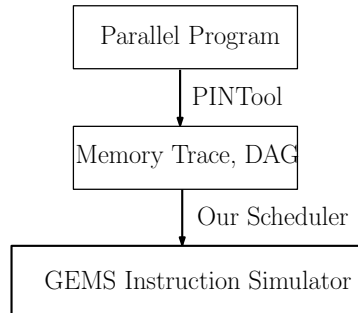 Parallel Program
PINTool
Memory Trace, DAG
Our Scheduler
GEMS Instruction Simulator